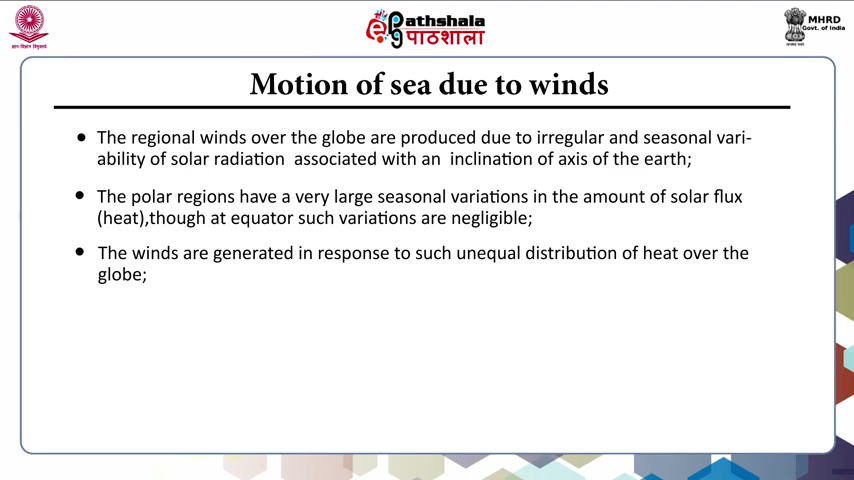 ePathshala
पाठशाला
MHRD
Govt. of India
Motion of sea due to winds
• The regional winds over the globe are produced due to irregular and seasonal vari-
ability of solar radiation associated with an inclination of axis of the earth;
• The polar regions have a very large seasonal variations in the amount of solar flux
(heat),though at equator such variations are negligible;
• The winds are generated in response to such unequal distribution of heat over the
globe;